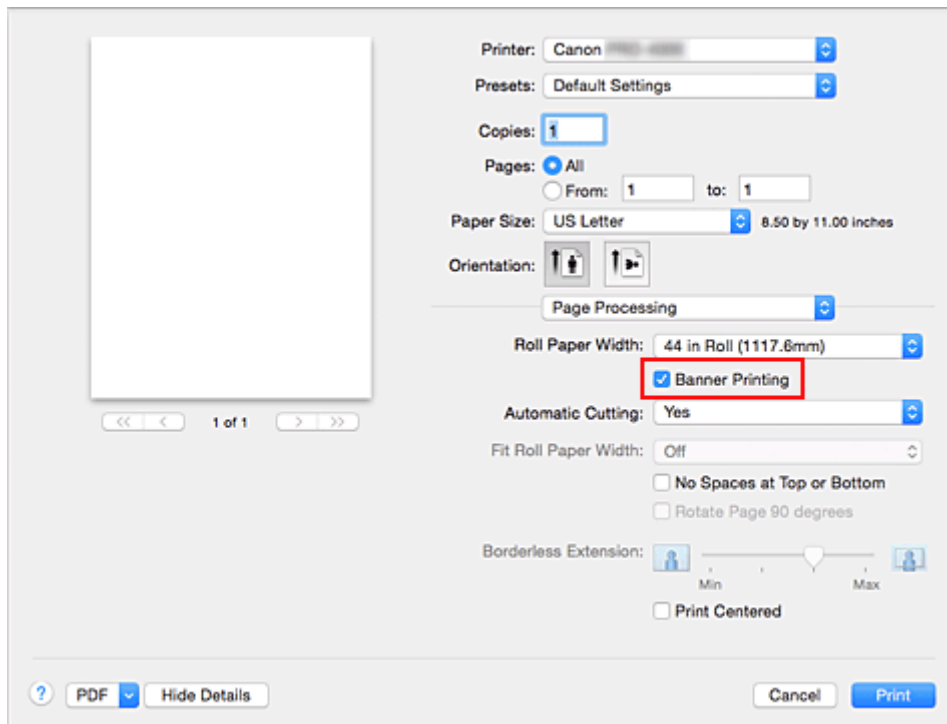 Printer: Canon
Presets: Default Settings
Copies: 1
Pages: All
From: 1 to: 1
Paper Size: US Letter 8.50 by 11.00 inches
Orientation:
Page Processing
Roll Paper Width: 44 in Roll (1117.6mm)
Banner Printing
1 of 1
Automatic Cutting: Yes
Fit Roll Paper Width: Off
No Spaces at Top or Bottom
Rotate Page 90 degrees
Borderless Extension:
Min Max
Print Centered
? PDF Hide Details Cancel Print